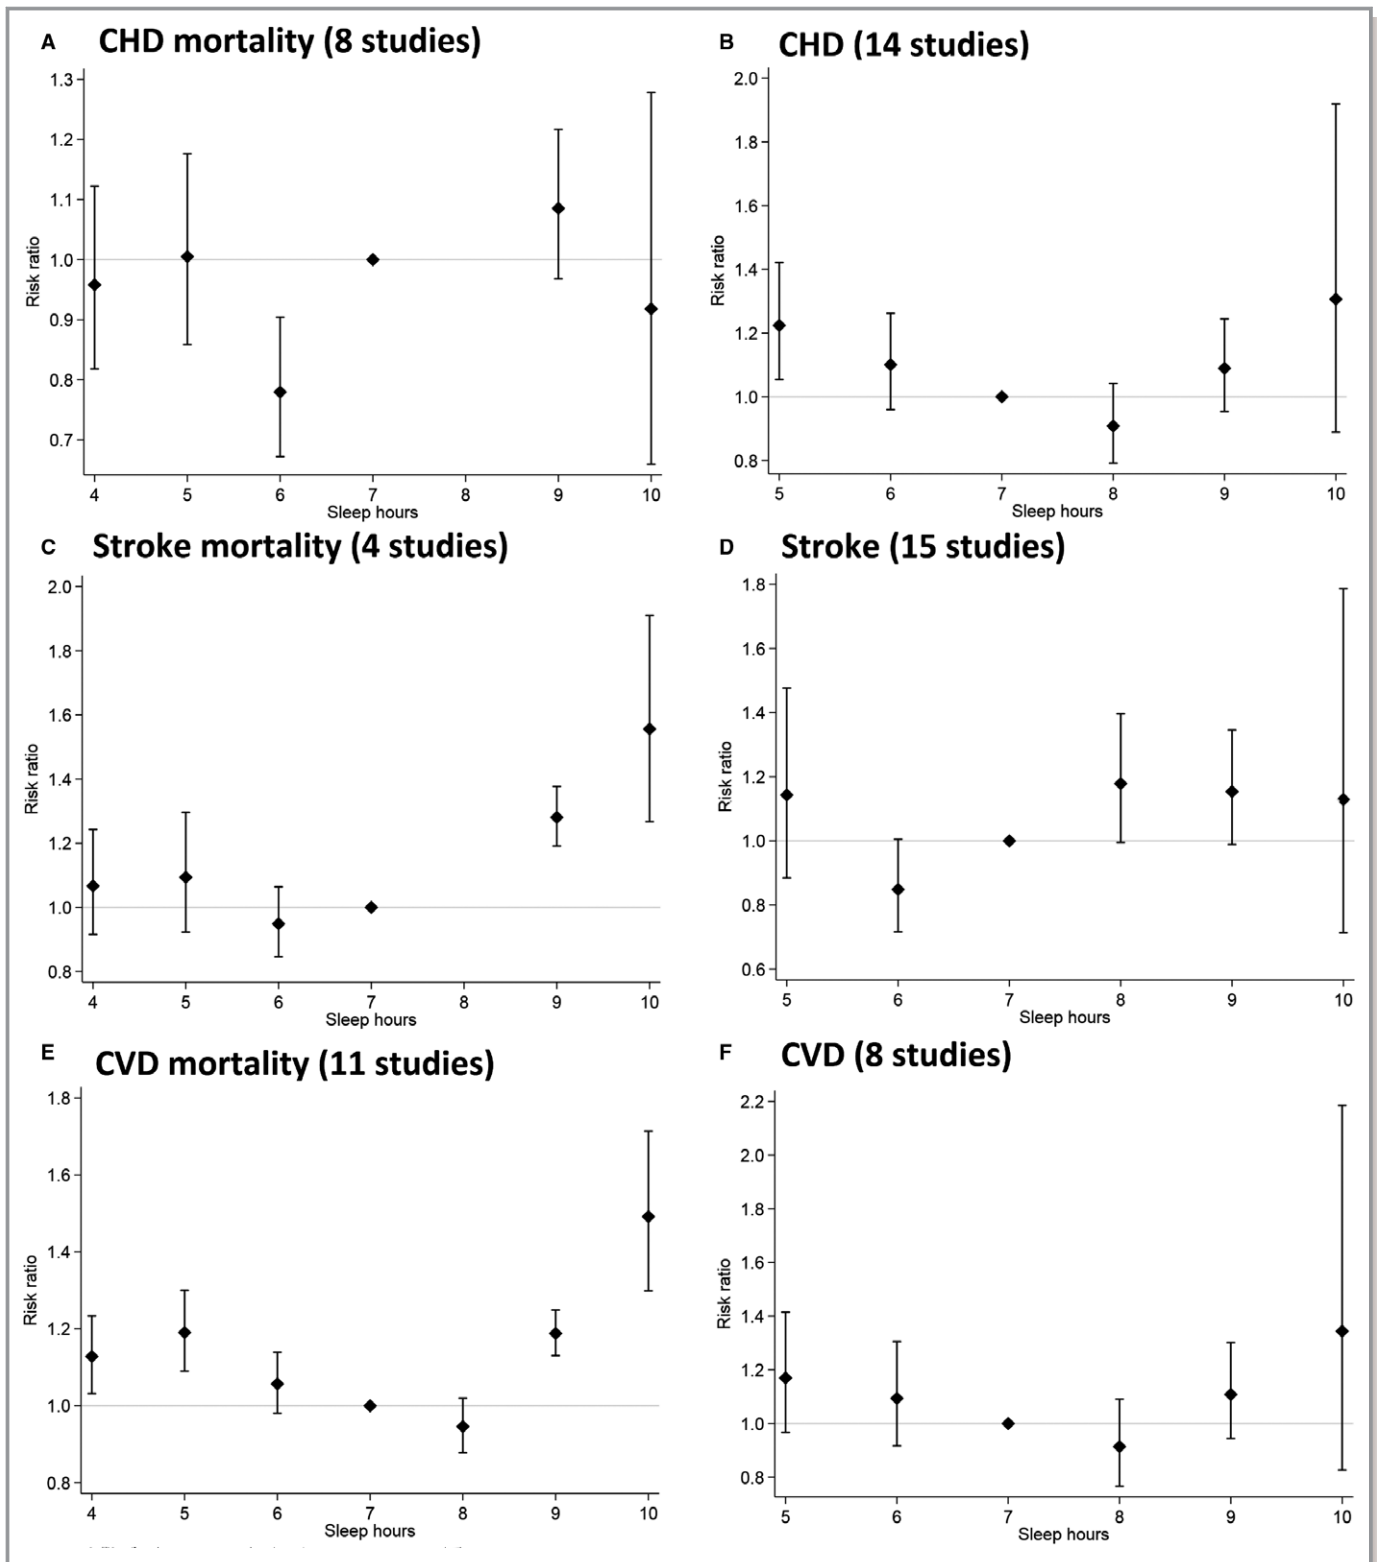 A CHD mortality (8 studies)
1.3
1.2
1.1
1.0
0.9
0.8
0.7
Risk ratio
4 5 6 7 8 9 10
Sleep hours
B CHD (14 studies)
2.0
1.8
1.6
1.4
1.2
1.0
0.8
Risk ratio
5 6 7 8 9 10
Sleep hours
C Stroke mortality (4 studies)
2.0
1.8
1.6
1.4
1.2
1.0
0.8
Risk ratio
4 5 6 7 8 9 10
Sleep hours
D Stroke (15 studies)
1.8
1.6
1.4
1.2
1.0
0.8
0.6
Risk ratio
5 6 7 8 9 10
Sleep hours
E CVD mortality (11 studies)
1.8
1.6
1.4
1.2
1.0
0.8
Risk ratio
4 5 6 7 8 9 10
Sleep hours
F CVD (8 studies)
2.2
2.0
1.8
1.6
1.4
1.2
1.0
0.8
Risk ratio
5 6 7 8 9 10
Sleep hours